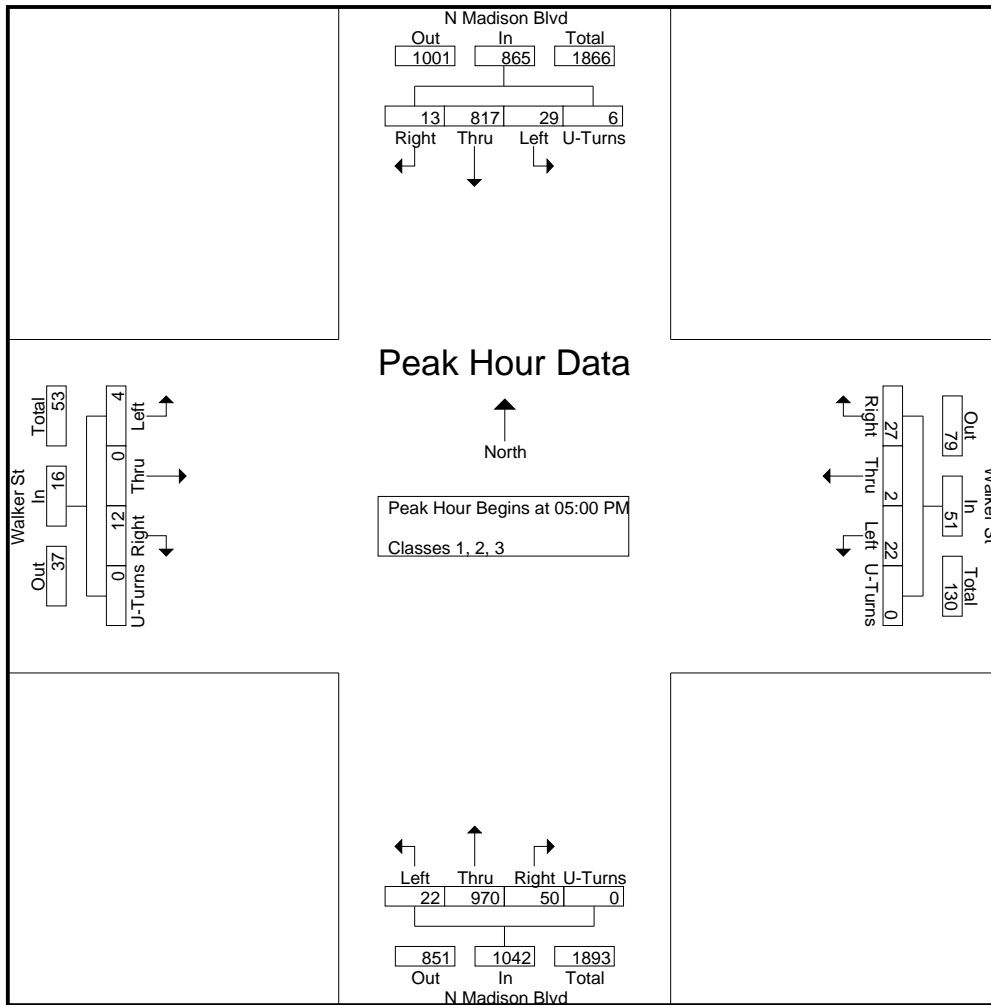 N Madison Blvd
Out In Total
1001 865 1866
13 817 29 6
Right Thru Left U-Turns
Peak Hour Data
North
Peak Hour Begins at 05:00 PM
Classes 1, 2, 3
Walker St
Total In Out
53 16 37
4 0 12 0
Left Thru Right U-Turns
Right Thru Left U-Turns
27 2 22 0
Out In Total
79 51 130
Walker St
Left Thru Right U-Turns
22 970 50 0
851 1042 1893
Out In Total
N Madison Blvd